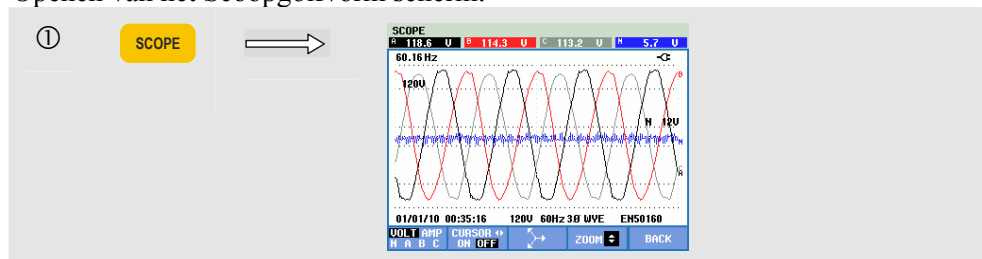 Openen van het Scoopgolfvorm scherm:
① SCOPE
SCOPE
A 118.6 V B 114.3 V C 113.2 V N 5.7 V
60.16 Hz
B
120V
N 12V
N
C
A
01/01/10 00:35:16 120V 60Hz 3.0 WYE EN50160
VOLT AMP CURSOR ZOOM BACK
N A B C ON OFF